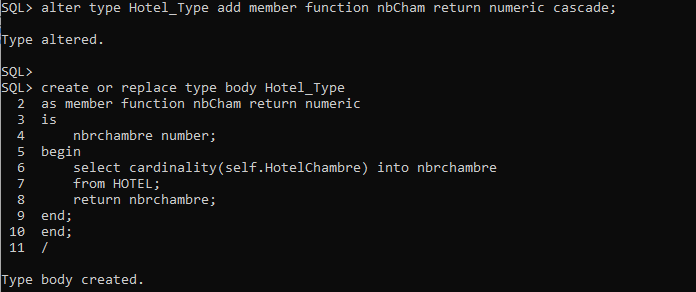 SQL> alter type Hotel_Type add member function nbCham return numeric cascade;
Type altered.
SQL>
SQL> create or replace type body Hotel_Type
2 as member function nbCham return numeric
3 is
4 nbrchambre number;
5 begin
6 select cardinality(self.HotelChambre) into nbrchambre
7 from HOTEL;
8 return nbrchambre;
9 end;
10 end;
11 /
Type body created.